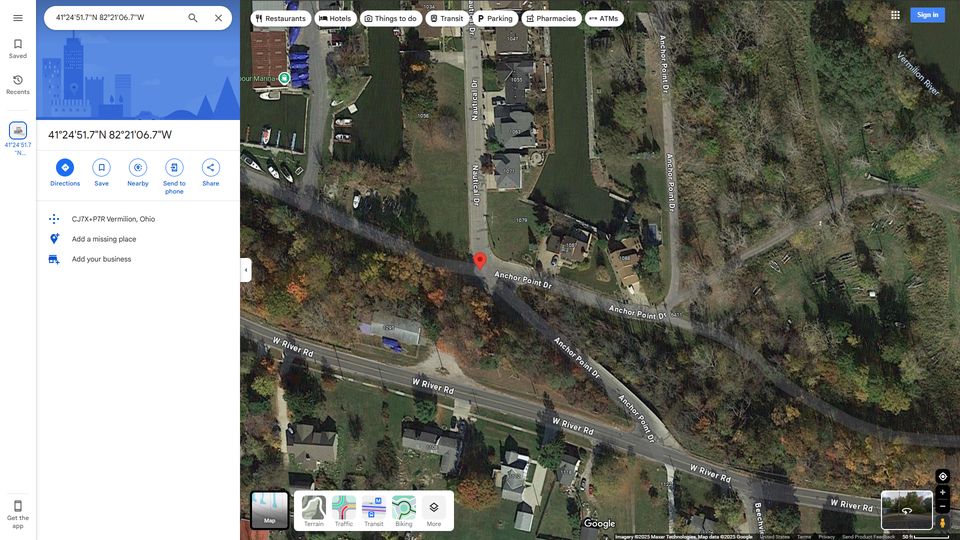 41°24'51.7"N 82°21'06.7"W
Restaurants
Hotels
Things to do
Transit
Parking
Pharmacies
ATMs
Sign in
Saved
Recents
41°24'51.7
"N...
41°24'51.7"N 82°21'06.7"W
Directions
Save
Nearby
Send to
phone
Share
CJ7X+P7R Vermilion, Ohio
Add a missing place
Add your business
Get the
app
our Marina
Nautical Dr
Nautical Dr
Anchor Point Dr
Anchor Point Dr
Vermilion River
1034
1047
1055
1058
1063
1071
1079
1088
Anchor Point Dr
Anchor Point Dr
Anchor Point Dr
Anchor Point Dr
W River Rd
W River Rd
W River Rd
W River Rd
W River Rd
Beechvi
Map
Terrain
Traffic
Transit
Biking
More
Google
Imagery ©2025 Maxar Technologies, Map data ©2025 Google
United States
Terms
Privacy
Send Product Feedback
50 ft